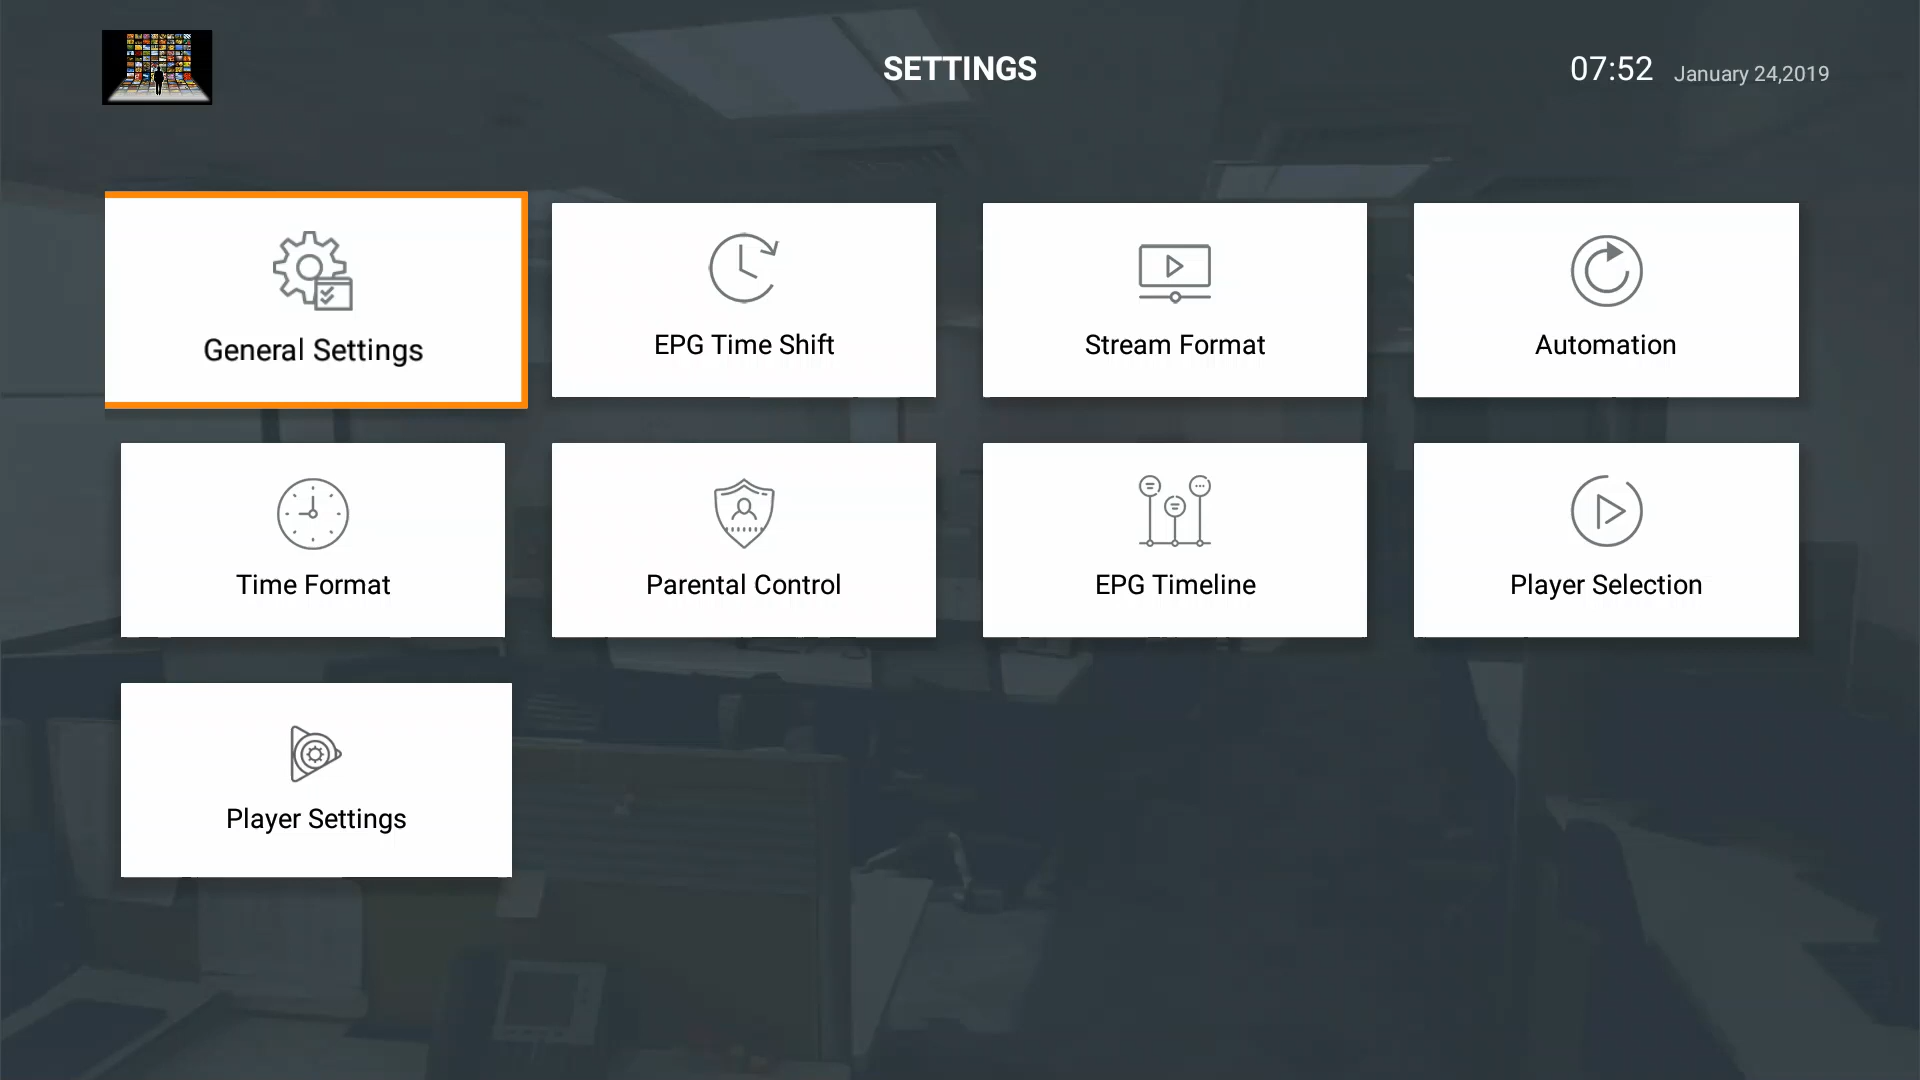 SETTINGS
07:52 January 24,2019
General Settings
EPG Time Shift
Stream Format
Automation
Time Format
Parental Control
EPG Timeline
Player Selection
Player Settings